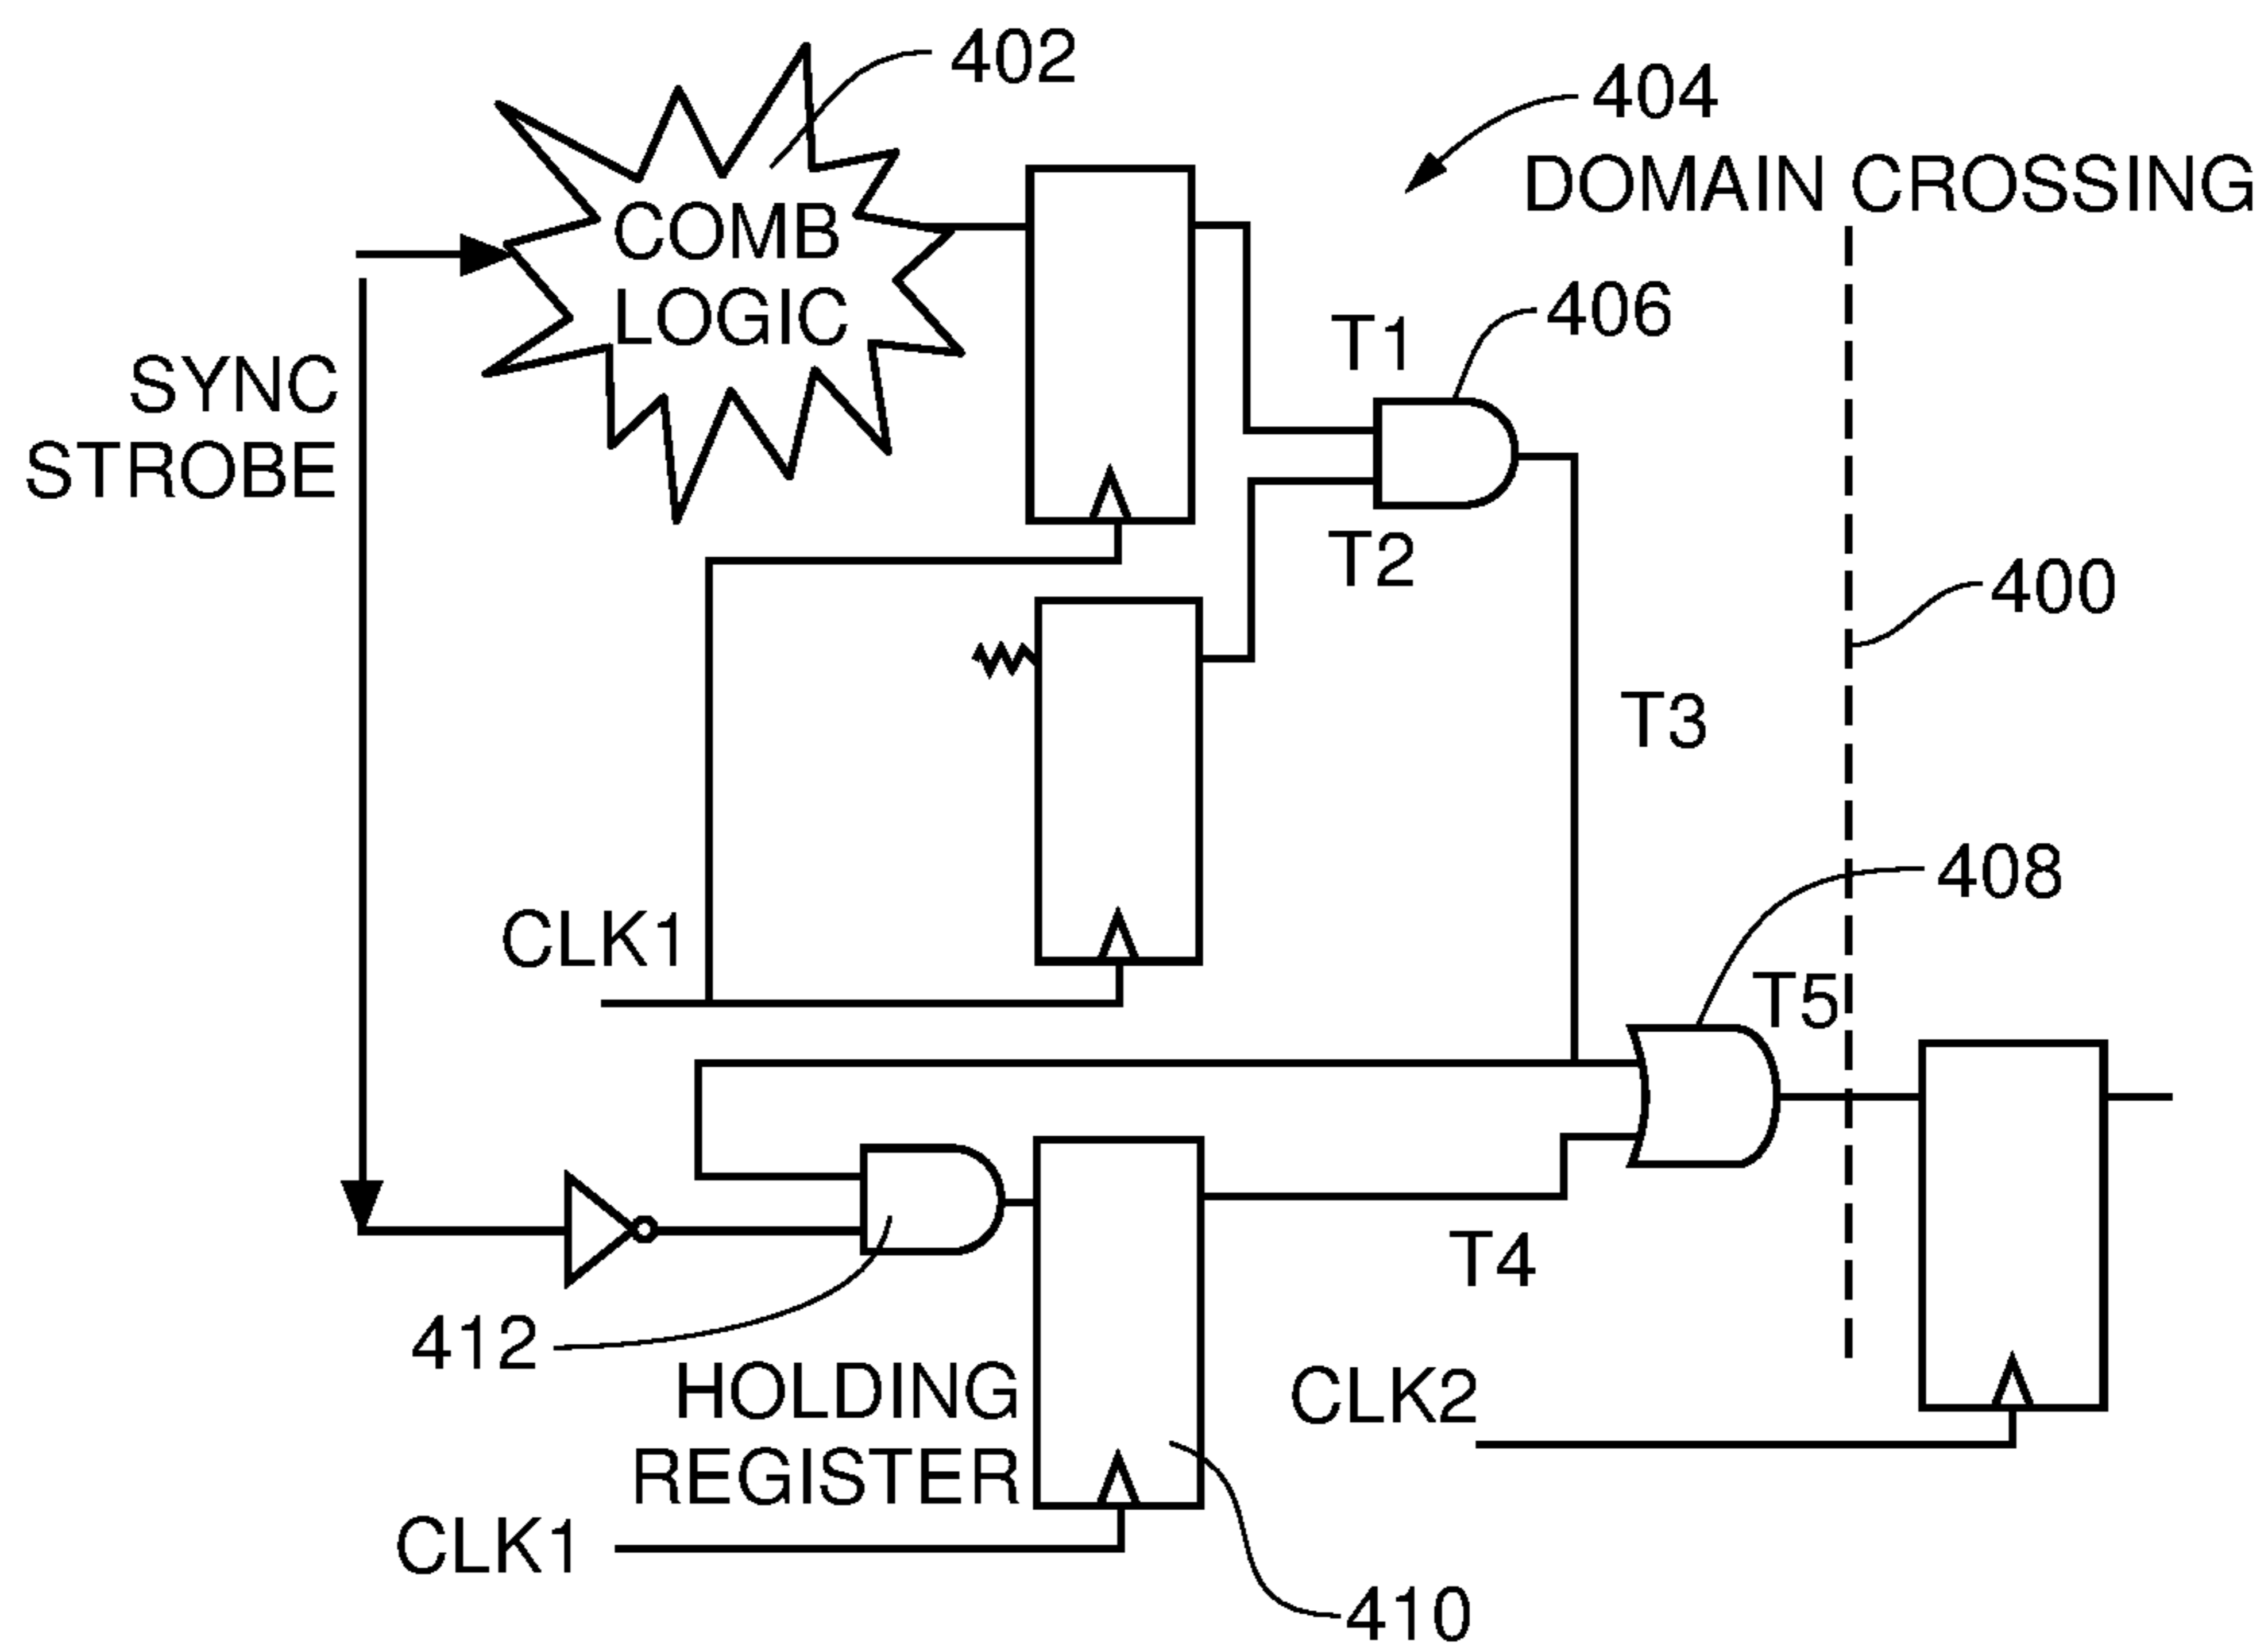 402
404
DOMAIN CROSSING
COMB
LOGIC
406
T1
SYNC
STROBE
T2
400
T3
408
CLK1
T5
T4
412
HOLDING
REGISTER
CLK2
CLK1
410